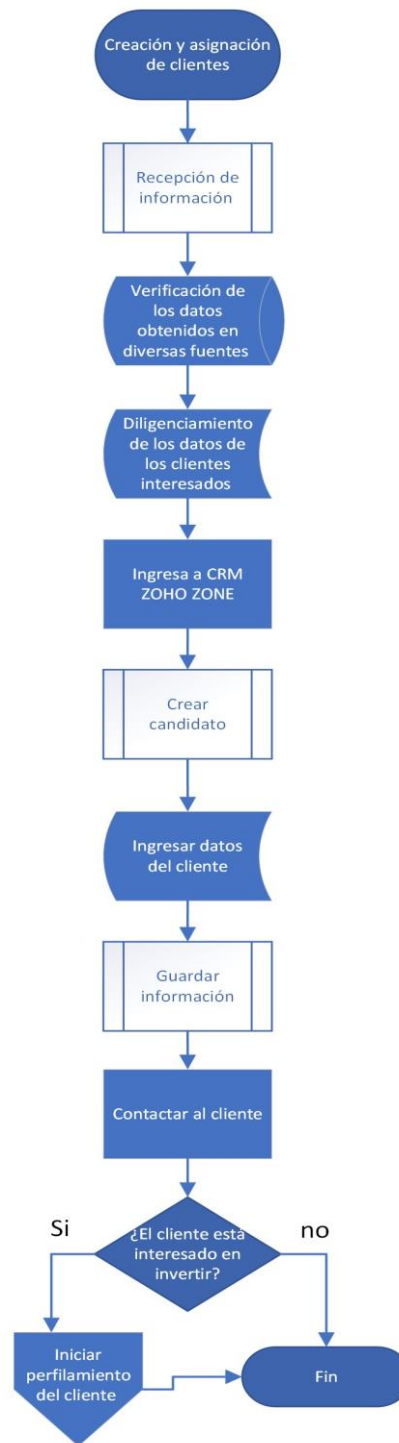 Creación y asignación
de clientes
Recepción de
información
Verificación de
los datos
obtenidos en
diversas fuentes
Diligenciamiento
de los datos de
los clientes
interesados
Ingresa a CRM
ZOHO ZONE
Crear
candidato
Ingresar datos
del cliente
Guardar
información
Contactar al cliente
¿El cliente está
interesado en
invertir?
Si
no
Iniciar
perfilamiento
del cliente
Fin